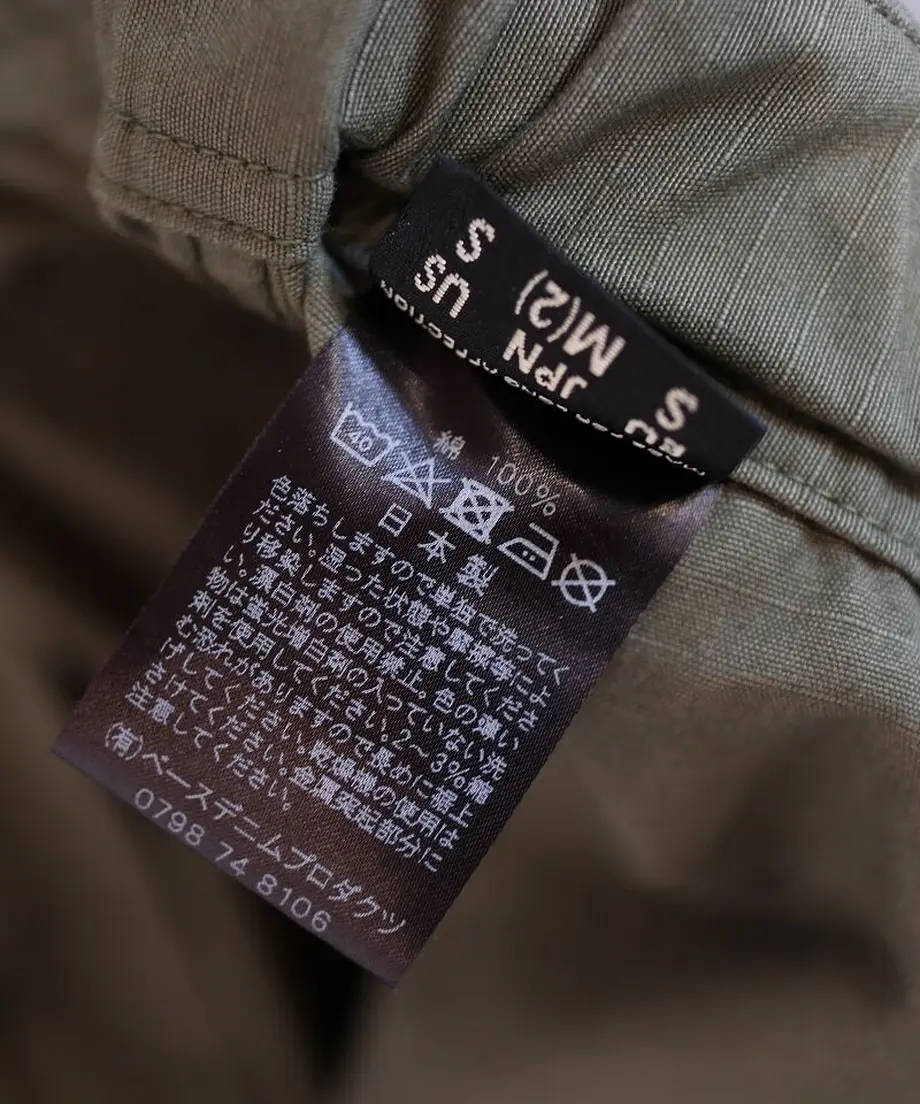 S
US
M(2)
JPN
S
EU
MADE FOR LONG AFFECTION
綿 100%
40
日本製
色落ちしますので単独で洗ってく
ださい。湿った状態や摩擦等によ
り移染しますので注意してくださ
い。漂白剤の使用禁止。色の濃い
物は蛍光増白剤の入っていない洗
剤を使用してください。2〜3%縮
む恐れがありますので長めに裾上
げしてください。乾燥機の使用は
さけてください。金属突起部分に
注意してください。
(有)ベースデームプロダクツ
0798 74 8106